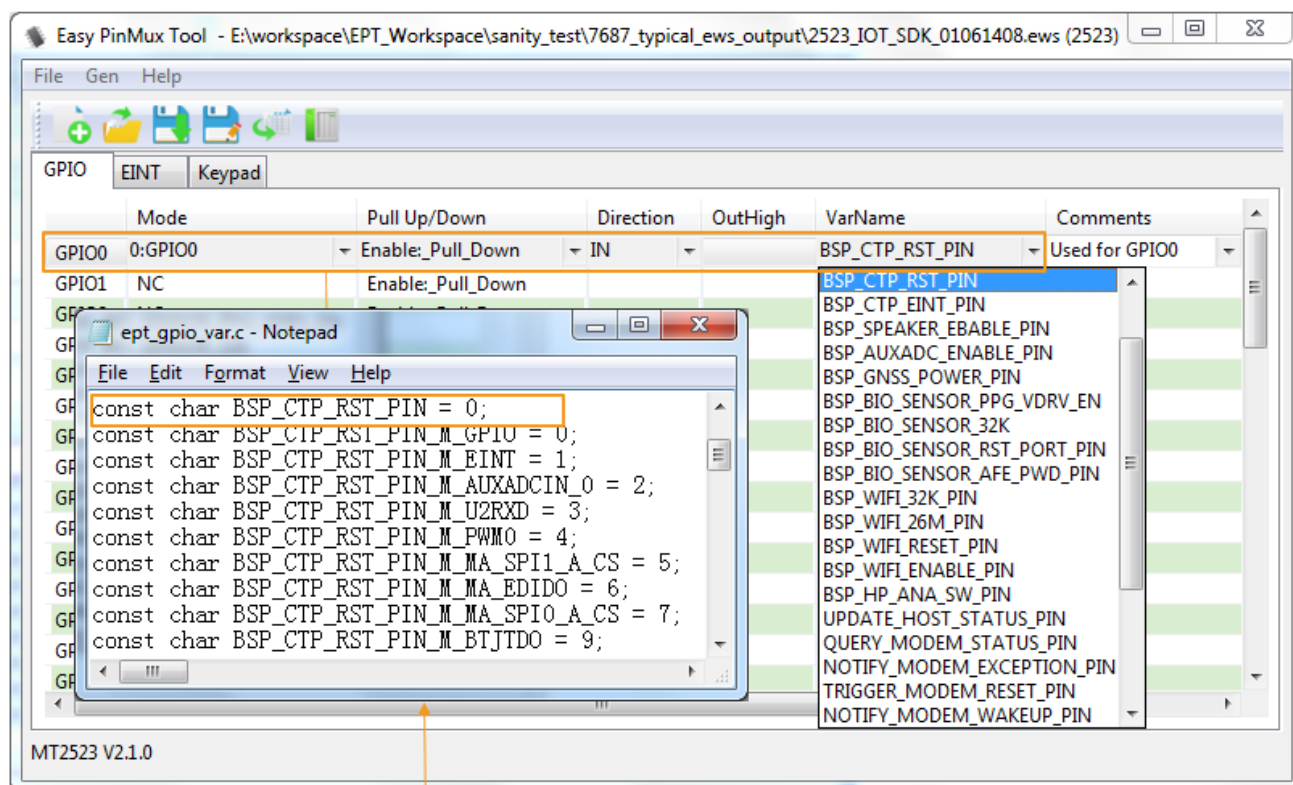 Easy PinMux Tool - E:\workspace\EPT_Workspace\sanity_test\7687_typical_ews_output\2523_IOT_SDK_01061408.ews (2523)
File Gen Help
GPIO EINT Keypad
Mode Pull Up/Down Direction OutHigh VarName Comments
GPIO0 0:GPIO0 Enable:_Pull_Down IN BSP_CTP_RST_PIN Used for GPIO0
GPIO1 NC Enable:_Pull_Down
ept_gpio_var.c - Notepad
File Edit Format View Help
const char BSP_CTP_RST_PIN = 0;
const char BSP_CTP_RST_PIN_M_GPIO = 0;
const char BSP_CTP_RST_PIN_M_EINT = 1;
const char BSP_CTP_RST_PIN_M_AUXADCIN_0 = 2;
const char BSP_CTP_RST_PIN_M_U2RXD = 3;
const char BSP_CTP_RST_PIN_M_PWM0 = 4;
const char BSP_CTP_RST_PIN_M_MA_SPI1_A_CS = 5;
const char BSP_CTP_RST_PIN_M_MA_EDIDO = 6;
const char BSP_CTP_RST_PIN_M_MA_SPI0_A_CS = 7;
const char BSP_CTP_RST_PIN_M_BTJTDO = 9;
BSP_CTP_RST_PIN
BSP_CTP_EINT_PIN
BSP_SPEAKER_EBABLE_PIN
BSP_AUXADC_ENABLE_PIN
BSP_GNSS_POWER_PIN
BSP_BIO_SENSOR_PPG_VDRV_EN
BSP_BIO_SENSOR_32K
BSP_BIO_SENSOR_RST_PORT_PIN
BSP_BIO_SENSOR_AFE_PWD_PIN
BSP_WIFI_32K_PIN
BSP_WIFI_26M_PIN
BSP_WIFI_RESET_PIN
BSP_WIFI_ENABLE_PIN
BSP_HP_ANA_SW_PIN
UPDATE_HOST_STATUS_PIN
QUERY_MODEM_STATUS_PIN
NOTIFY_MODEM_EXCEPTION_PIN
TRIGGER_MODEM_RESET_PIN
NOTIFY_MODEM_WAKEUP_PIN
MT2523 V2.1.0